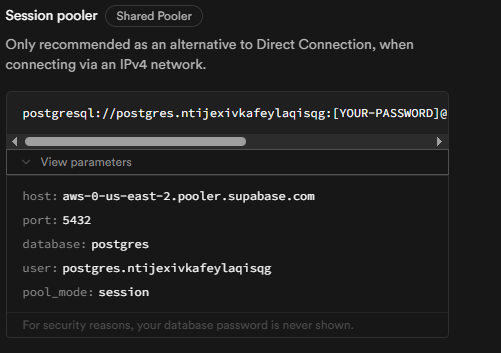 Session pooler Shared Pooler
Only recommended as an alternative to Direct Connection, when
connecting via an IPv4 network.
postgresql://postgres.ntijexivkafeylaqisqg:[YOUR-PASSWORD]@
View parameters
host: aws-0-us-east-2.pooler.supabase.com
port: 5432
database: postgres
user: postgres.ntijexivkafeylaqisqg
pool_mode: session
For security reasons, your database password is never shown.